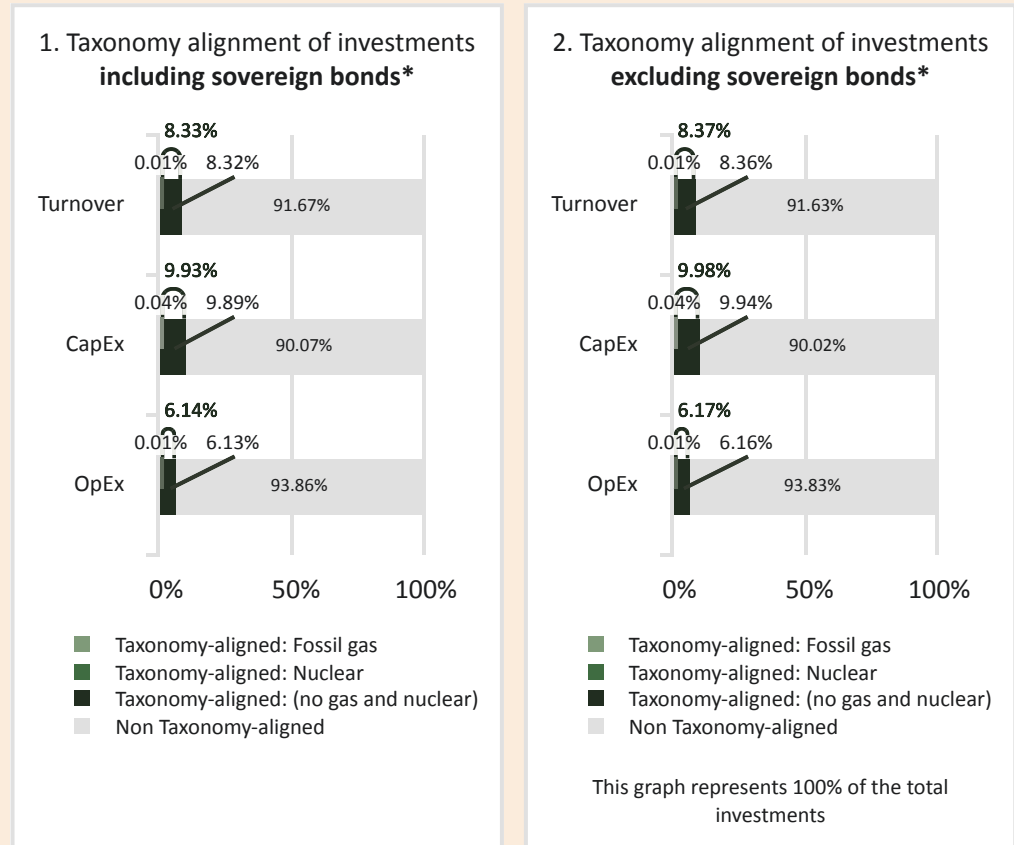 1. Taxonomy alignment of investments
including sovereign bonds*
8.33%
0.01% 8.32%
Turnover 91.67%
9.93%
0.04% 9.89%
CapEx 90.07%
6.14%
0.01% 6.13%
OpEx 93.86%
0% 50% 100%
Taxonomy-aligned: Fossil gas
Taxonomy-aligned: Nuclear
Taxonomy-aligned: (no gas and nuclear)
Non Taxonomy-aligned
2. Taxonomy alignment of investments
excluding sovereign bonds*
8.37%
0.01% 8.36%
Turnover 91.63%
9.98%
0.04% 9.94%
CapEx 90.02%
6.17%
0.01% 6.16%
OpEx 93.83%
0% 50% 100%
Taxonomy-aligned: Fossil gas
Taxonomy-aligned: Nuclear
Taxonomy-aligned: (no gas and nuclear)
Non Taxonomy-aligned
This graph represents 100% of the total
investments